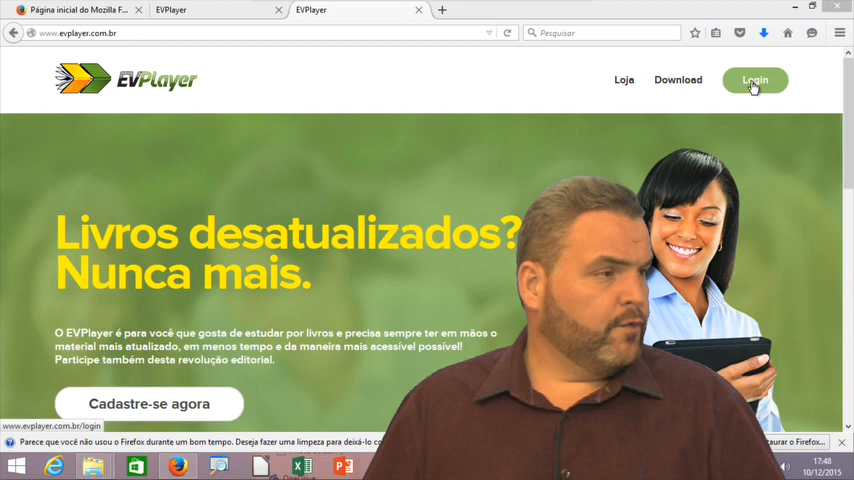 Página inicial do Mozilla F...
EVPlayer
EVPlayer
www.evplayer.com.br
Pesquisar
EVPlayer
Loja
Download
Login
Livros desatualizados?
Nunca mais.
O EVPlayer é para você que gosta de estudar por livros e precisa sempre ter em mãos o
material mais atualizado, em menos tempo e da maneira mais acessível possível!
Participe também desta revolução editorial.
Cadastre-se agora
www.evplayer.com.br/login
Parece que você não usou o Firefox durante um bom tempo. Deseja fazer uma limpeza para deixá-lo
aurar o Firefox...
17:48
10/12/2015